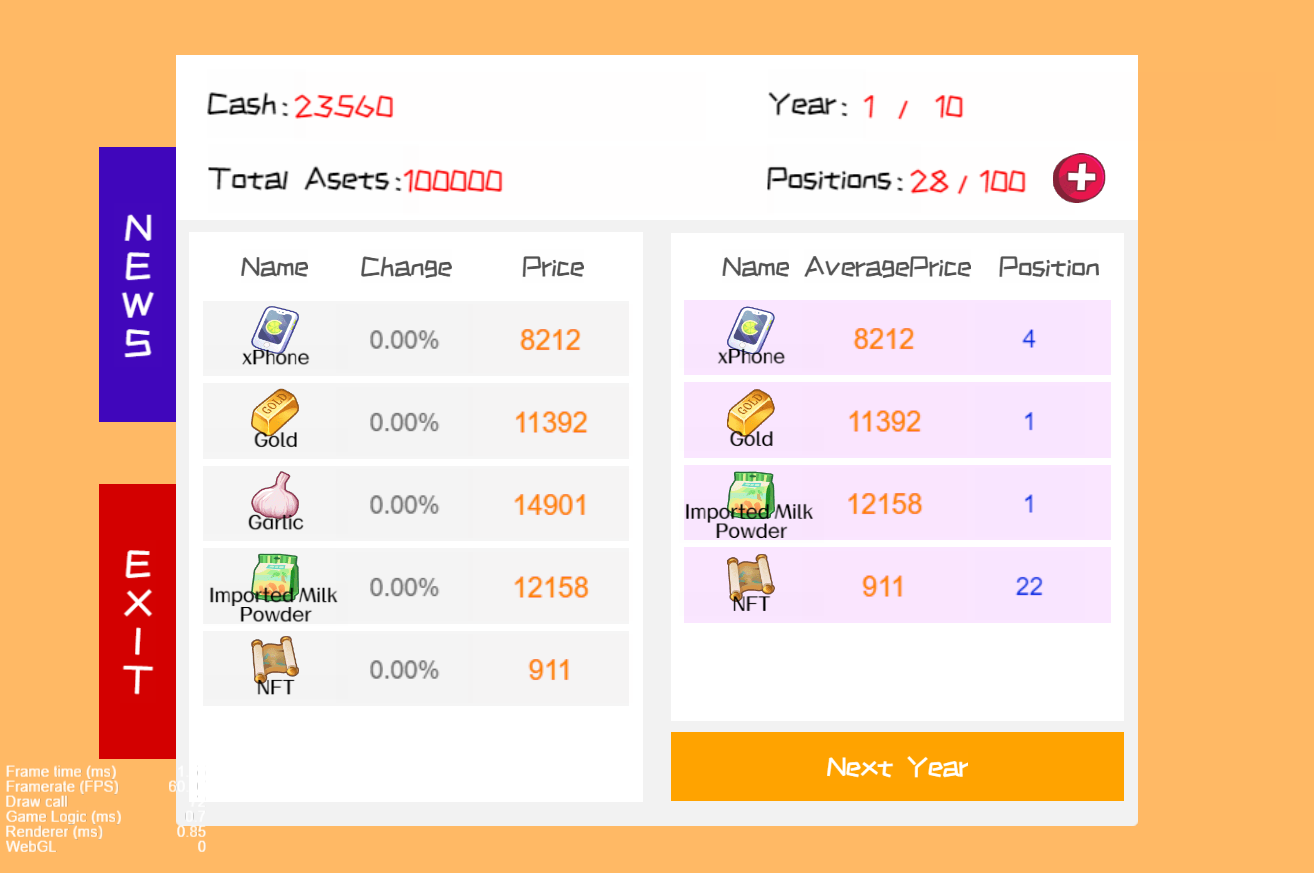 Cash: 23560
Year: 1 / 10
Total Asets: 100000
Positions: 28 / 100
NEWS
EXIT
Name Change Price
xPhone 0.00% 8212
Gold 0.00% 11392
Garlic 0.00% 14901
Imported Milk
Powder 0.00% 12158
NFT 0.00% 911
Name AveragePrice Position
xPhone 8212 4
Gold 11392 1
Imported Milk
Powder 12158 1
NFT 911 22
Next Year
GOLD
GOLD
Frame time (ms)
Framerate (FPS)
Draw call
Game Logic (ms)
Renderer (ms) 0.85
WebGL 0